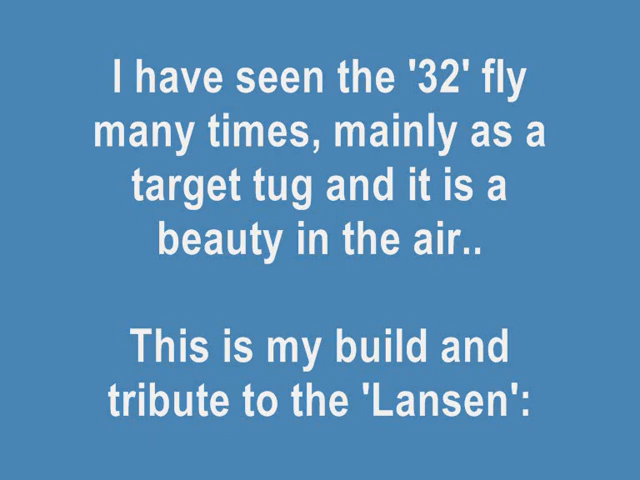 I have seen the '32' fly
many times, mainly as a
target tug and it is a
beauty in the air..
This is my build and
tribute to the 'Lansen':